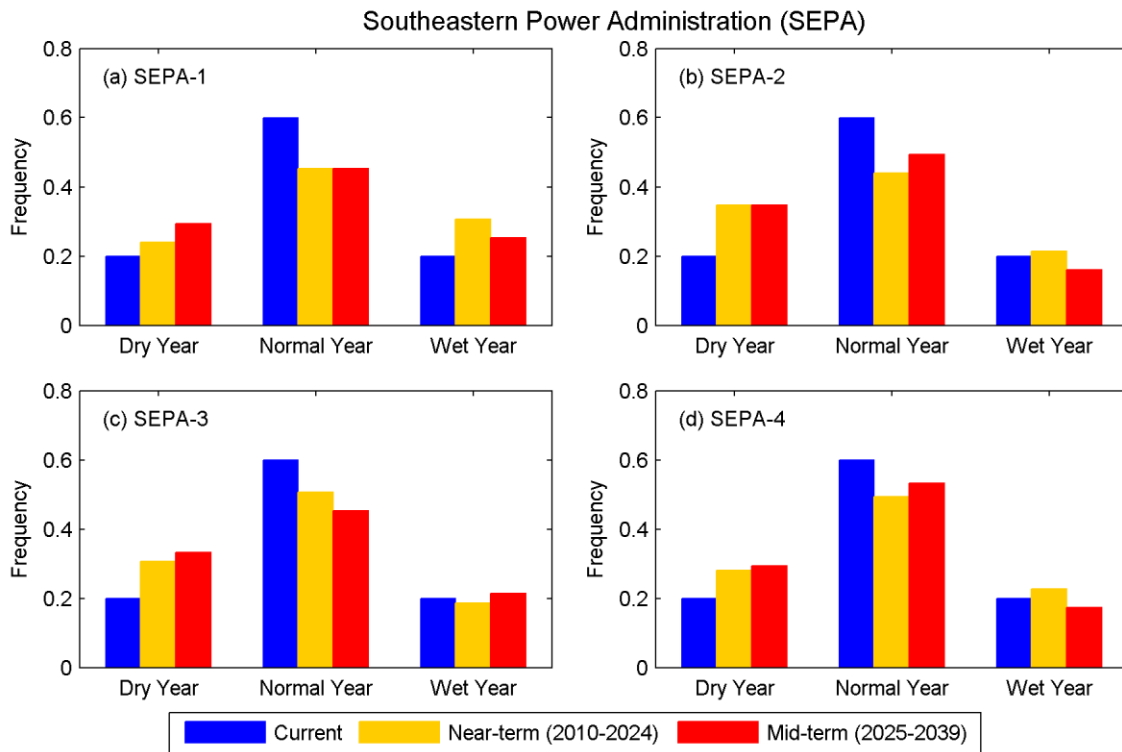 Southeastern Power Administration (SEPA)
(a) SEPA-1
Frequency
0.8
0.6
0.4
0.2
0
Dry Year Normal Year Wet Year
(b) SEPA-2
Frequency
0.8
0.6
0.4
0.2
0
Dry Year Normal Year Wet Year
(c) SEPA-3
Frequency
0.8
0.6
0.4
0.2
0
Dry Year Normal Year Wet Year
(d) SEPA-4
Frequency
0.8
0.6
0.4
0.2
0
Dry Year Normal Year Wet Year
Current Near-term (2010-2024) Mid-term (2025-2039)